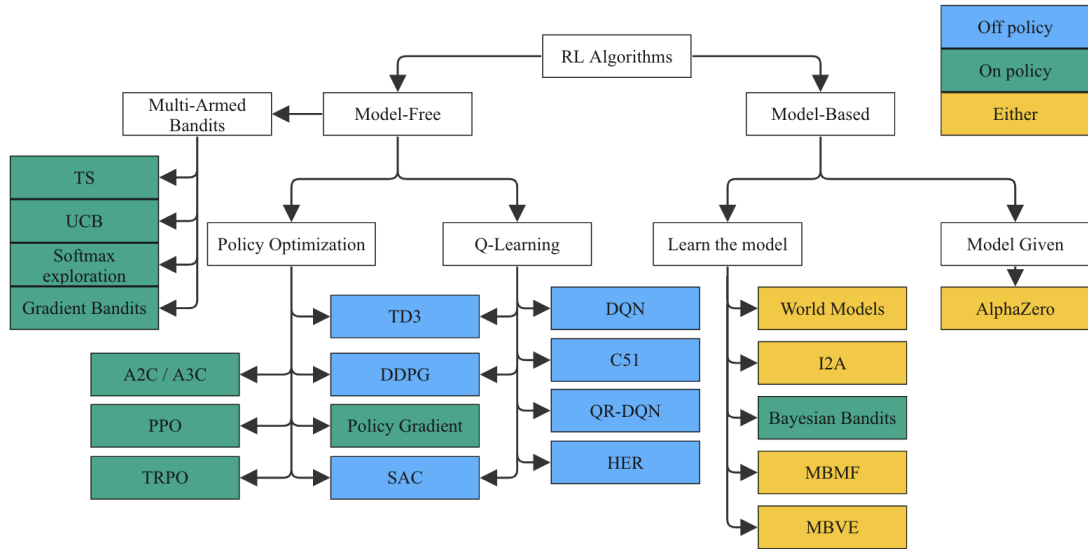 RL Algorithms
Off policy
On policy
Either
Multi-Armed
Bandits
Model-Free
Model-Based
TS
UCB
Softmax
exploration
Gradient Bandits
Policy Optimization
Q-Learning
Learn the model
Model Given
TD3
DQN
World Models
AlphaZero
A2C / A3C
DDPG
C51
I2A
PPO
Policy Gradient
QR-DQN
Bayesian Bandits
TRPO
SAC
HER
MBMF
MBVE